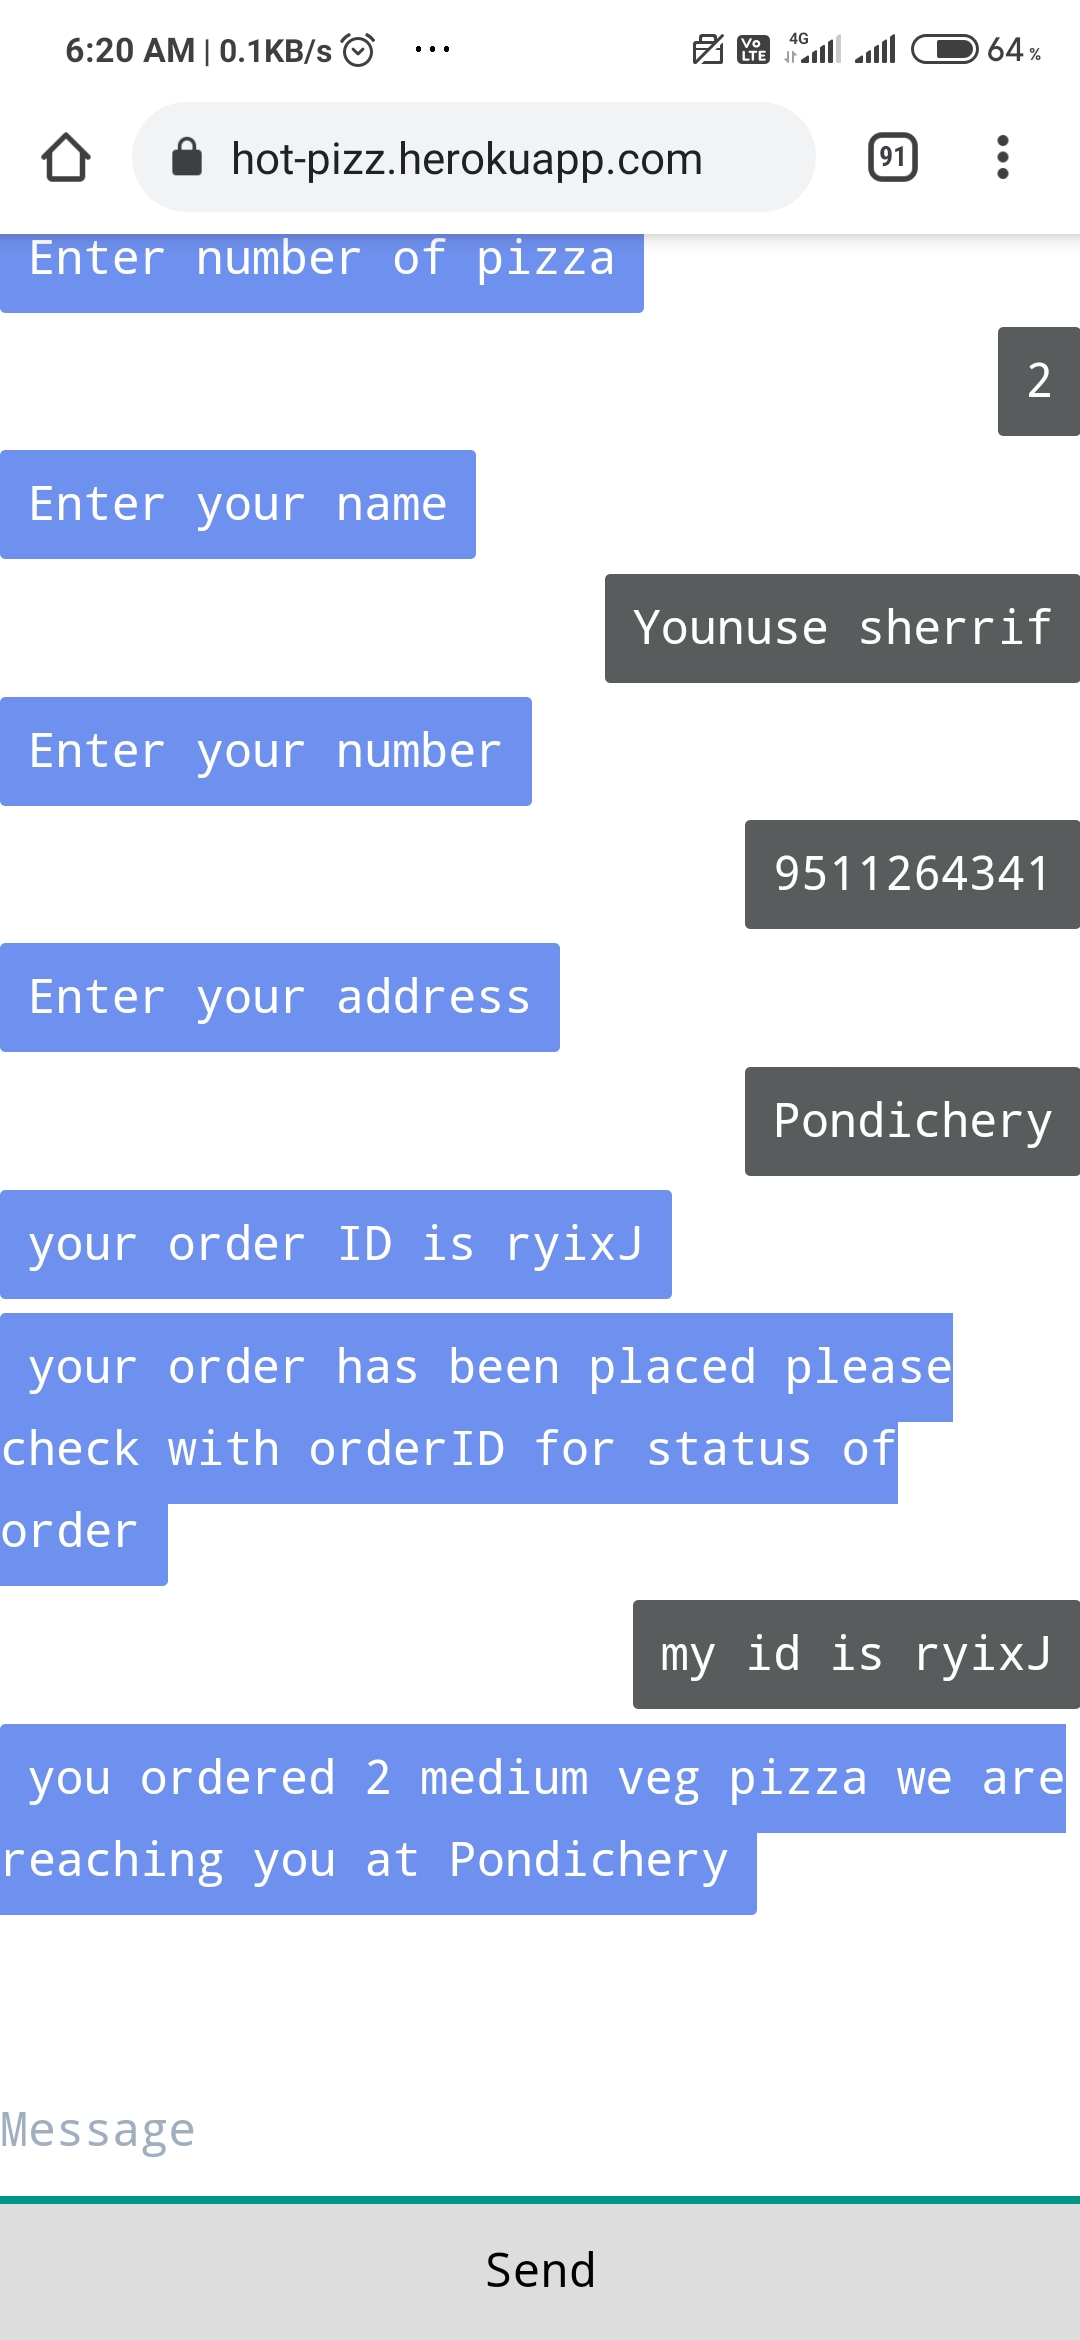 6:20 AM | 0.1KB/s ...
Vo LTE 4G 64 %
hot-pizz.herokuapp.com 91
Enter number of pizza
2
Enter your name
Younuse sherrif
Enter your number
9511264341
Enter your address
Pondichery
your order ID is ryixJ
your order has been placed please
check with orderID for status of
order
my id is ryixJ
you ordered 2 medium veg pizza we are
reaching you at Pondichery
Message
Send